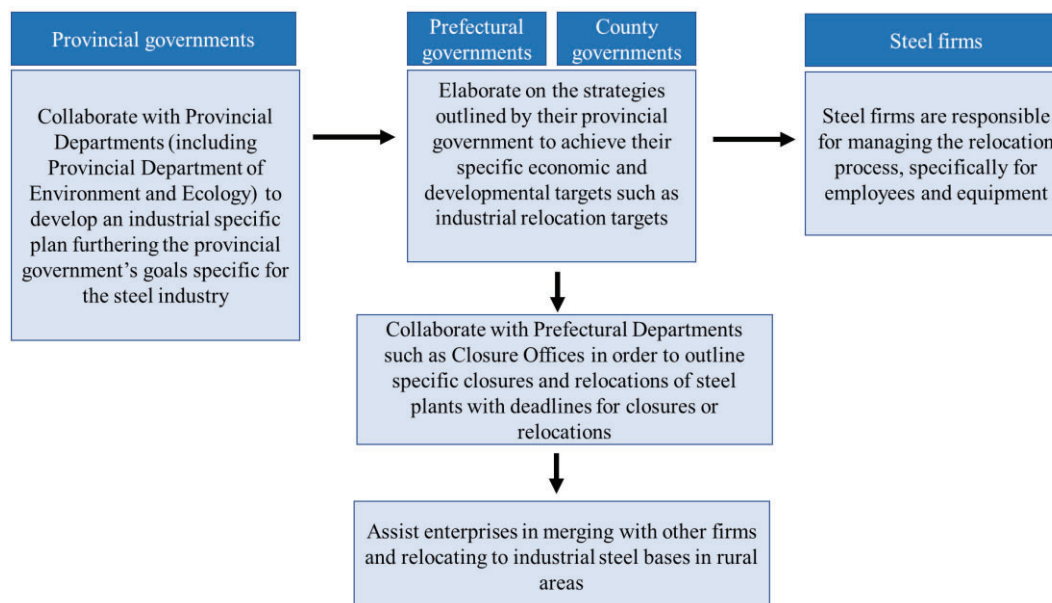 Provincial governments
Collaborate with Provincial
Departments (including
Provincial Department of
Environment and Ecology) to
develop an industrial specific
plan furthering the provincial
government's goals specific for
the steel industry
Prefectural
governments
County
governments
Elaborate on the strategies
outlined by their provincial
government to achieve their
specific economic and
developmental targets such as
industrial relocation targets
Steel firms
Steel firms are responsible
for managing the relocation
process, specifically for
employees and equipment
Collaborate with Prefectural Departments
such as Closure Offices in order to outline
specific closures and relocations of steel
plants with deadlines for closures or
relocations
Assist enterprises in merging with other firms
and relocating to industrial steel bases in rural
areas